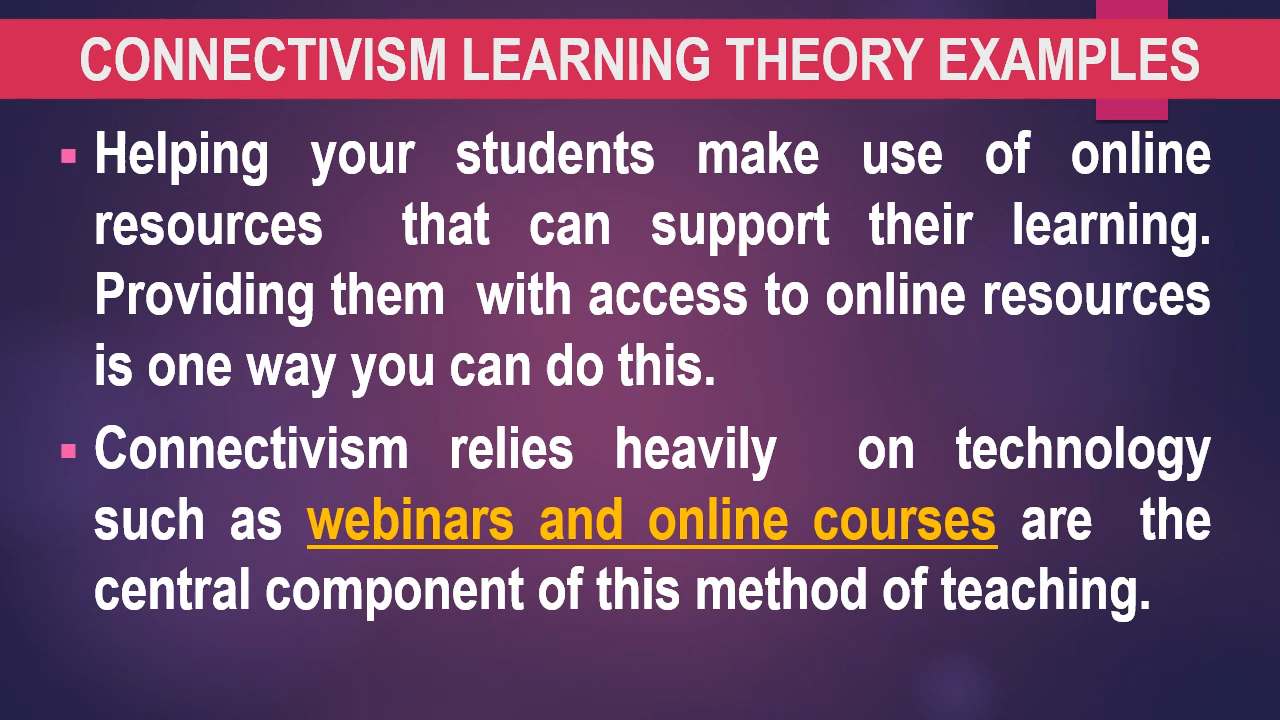 CONNECTIVISM LEARNING THEORY EXAMPLES
▪ Helping your students make use of online
resources that can support their learning.
Providing them with access to online resources
is one way you can do this.
▪ Connectivism relies heavily on technology
such as webinars and online courses are the
central component of this method of teaching.